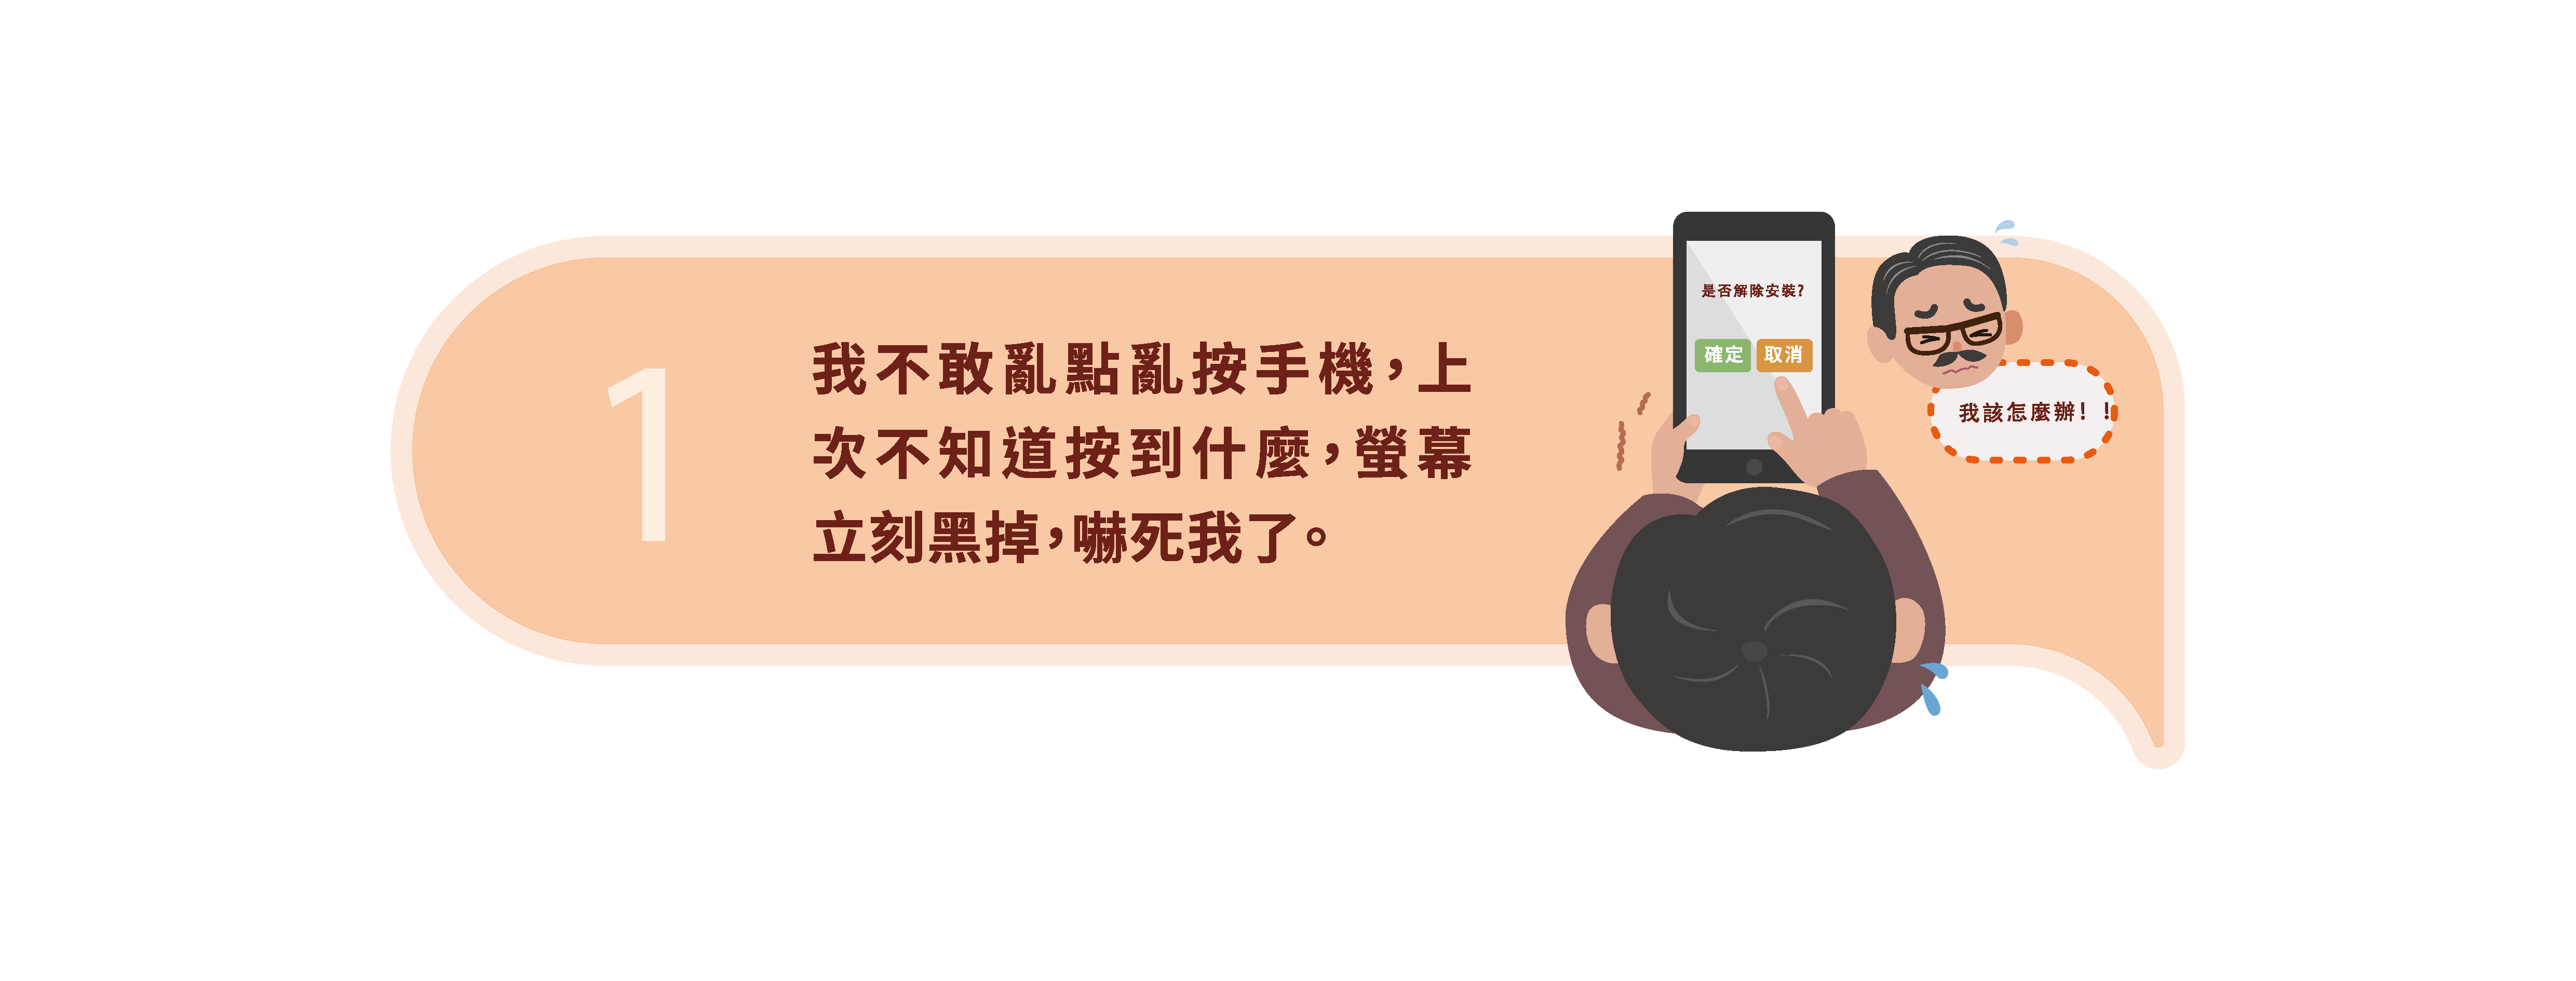 1
我不敢亂點亂按手機，上
次不知道按到什麼，螢幕
立刻黑掉，嚇死我了。
是否解除安裝?
確定 取消
我該怎麼辦! !